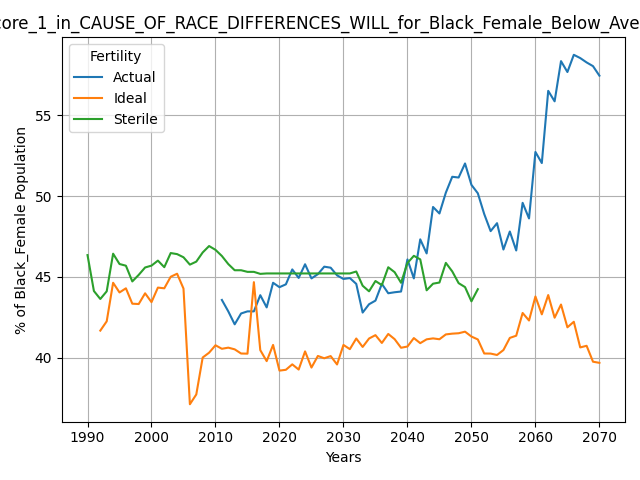 core_1_in_CAUSE_OF_RACE_DIFFERENCES_WILL_for_Black_Female_Below_Ave
Fertility
Actual
Ideal
Sterile
% of Black_Female Population
55
50
45
40
1990 2000 2010 2020 2030 2040 2050 2060 2070
Years